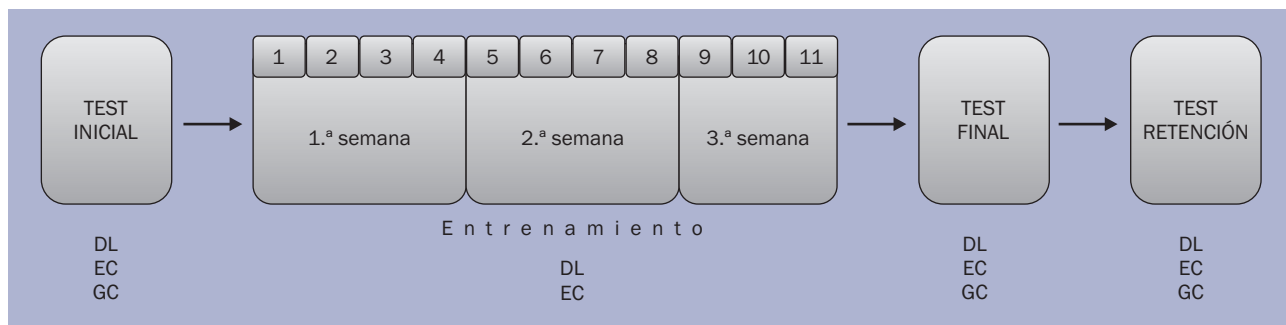 TEST
INICIAL
1 2 3 4 5 6 7 8 9 10 11
1.ª semana 2.ª semana 3.ª semana
TEST
FINAL
TEST
RETENCIÓN
Entrenamiento
DL
EC
GC
DL
EC
DL
EC
GC
DL
EC
GC